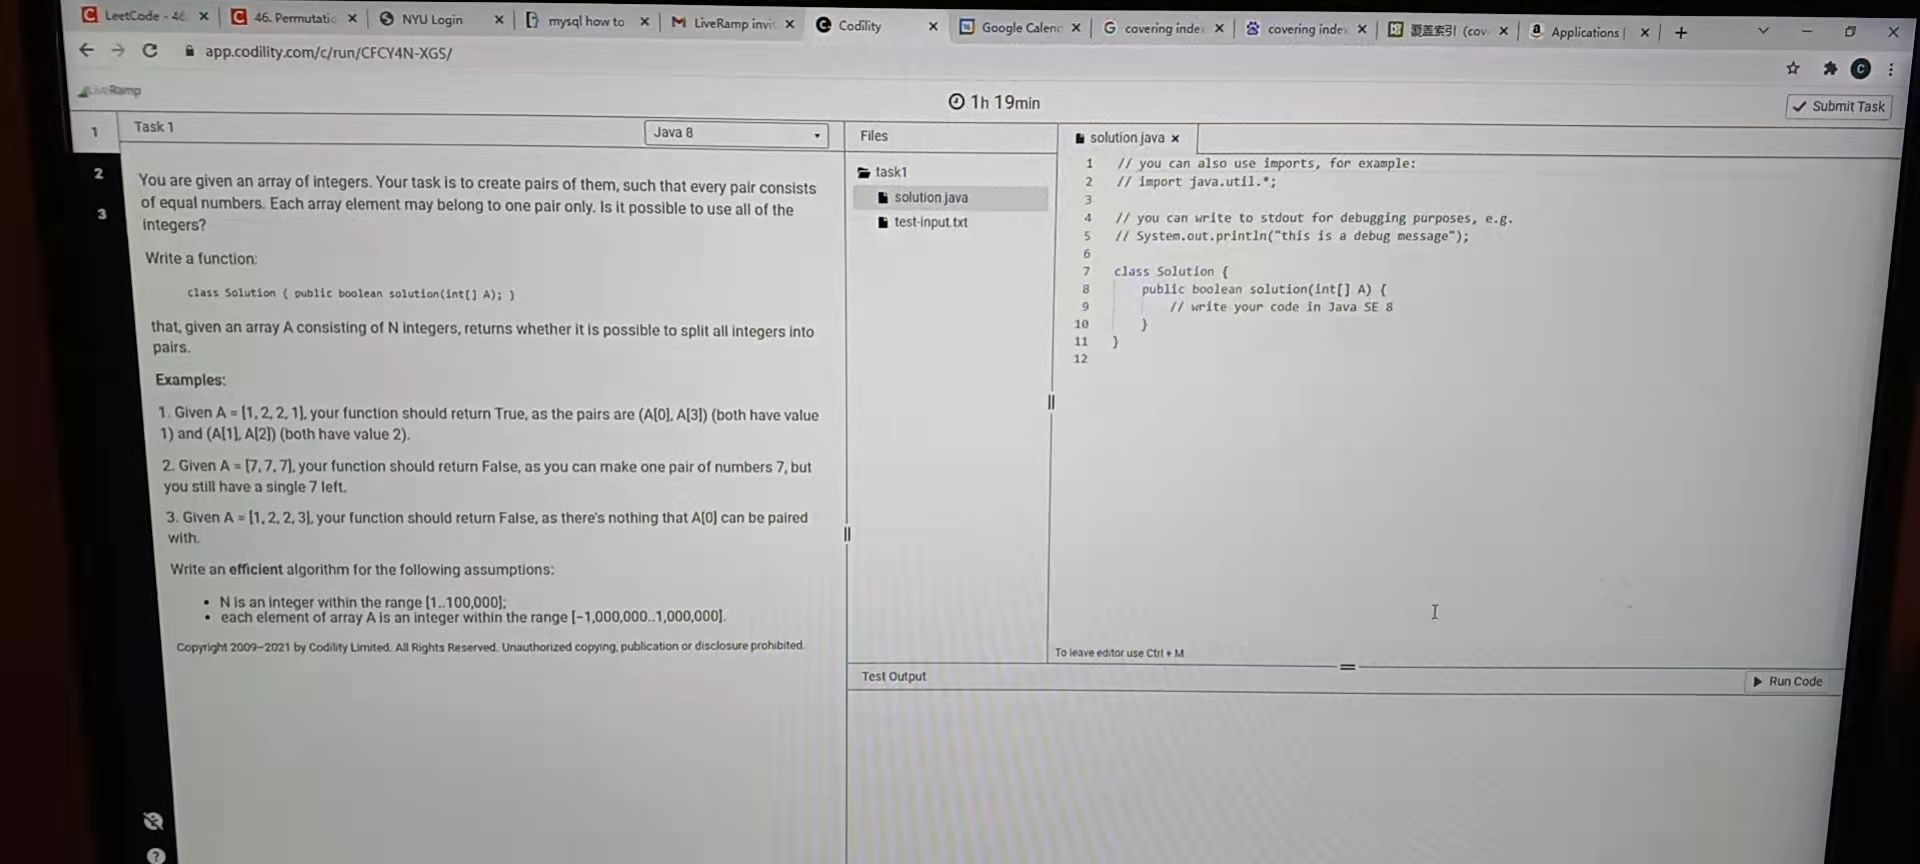 LeetCode - 46
46. Permutatio
NYU Login
mysql how to
LiveRamp invit
Codility
Google Calend
covering index
covering index
覆盖索引 (cov
Applications
app.codility.com/c/run/CFCY4N-XGS/
C
LiveRamp
1h 19min
Submit Task
1
Task 1
Java 8
Files
solution.java
2
3
You are given an array of integers. Your task is to create pairs of them, such that every pair consists
of equal numbers. Each array element may belong to one pair only. Is it possible to use all of the
integers?
Write a function:
class Solution { public boolean solution(int[] A); }
that, given an array A consisting of N integers, returns whether it is possible to split all integers into
pairs.
Examples:
1. Given A = [1, 2, 2, 1], your function should return True, as the pairs are (A[0], A[3]) (both have value
1) and (A[1], A[2]) (both have value 2).
2. Given A = [7, 7, 7], your function should return False, as you can make one pair of numbers 7, but
you still have a single 7 left.
3. Given A = [1, 2, 2, 3], your function should return False, as there's nothing that A[0] can be paired
with.
Write an efficient algorithm for the following assumptions:
• N is an integer within the range [1..100,000];
• each element of array A is an integer within the range [−1,000,000..1,000,000].
Copyright 2009–2021 by Codility Limited. All Rights Reserved. Unauthorized copying, publication or disclosure prohibited.
task1
solution.java
test-input.txt
1 // you can also use imports, for example:
2 // import java.util.*;
3
4 // you can write to stdout for debugging purposes, e.g.
5 // System.out.println("this is a debug message");
6
7 class Solution {
8 public boolean solution(int[] A) {
9 // write your code in Java SE 8
10 }
11 }
12
To leave editor use Ctrl + M
Test Output
Run Code
?